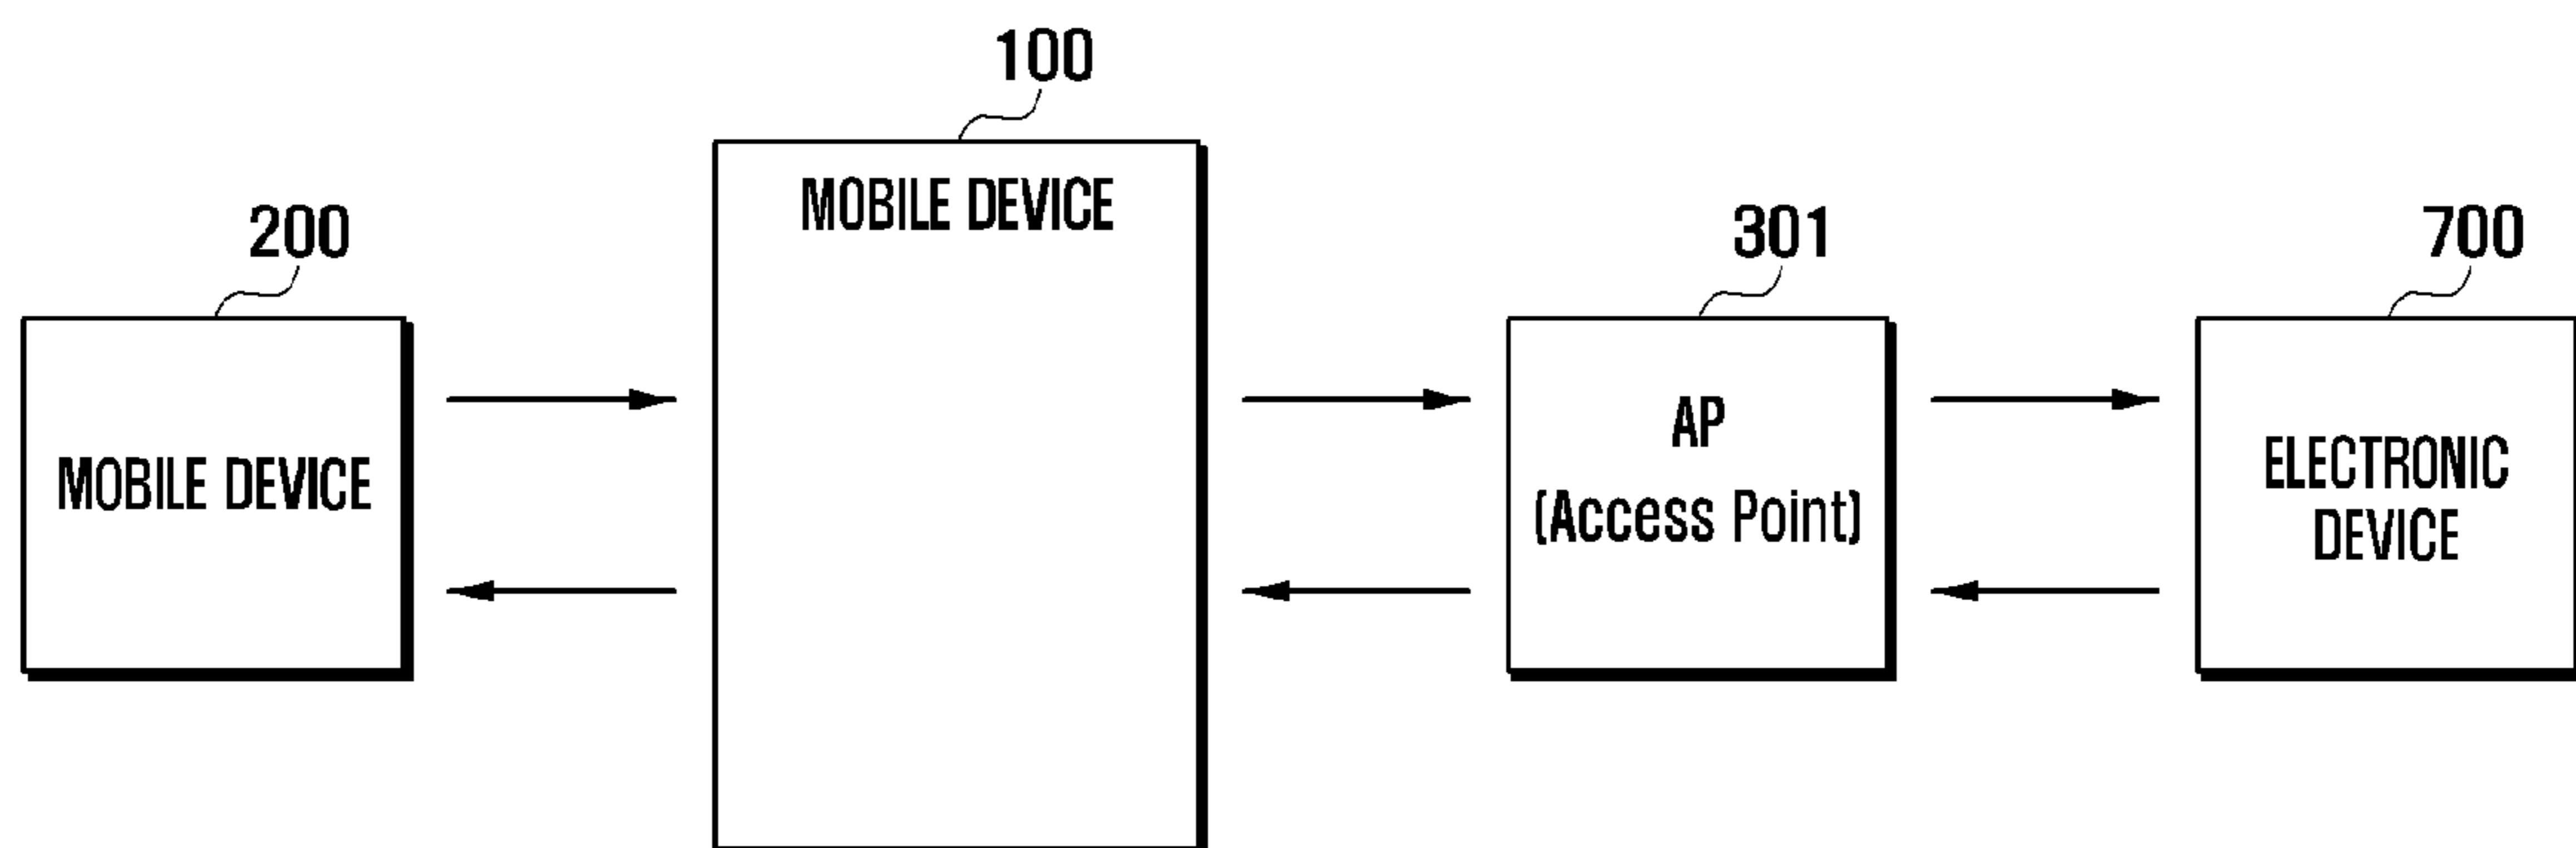 100
MOBILE DEVICE
200
301
700
MOBILE DEVICE
AP
(Access Point)
ELECTRONIC
DEVICE